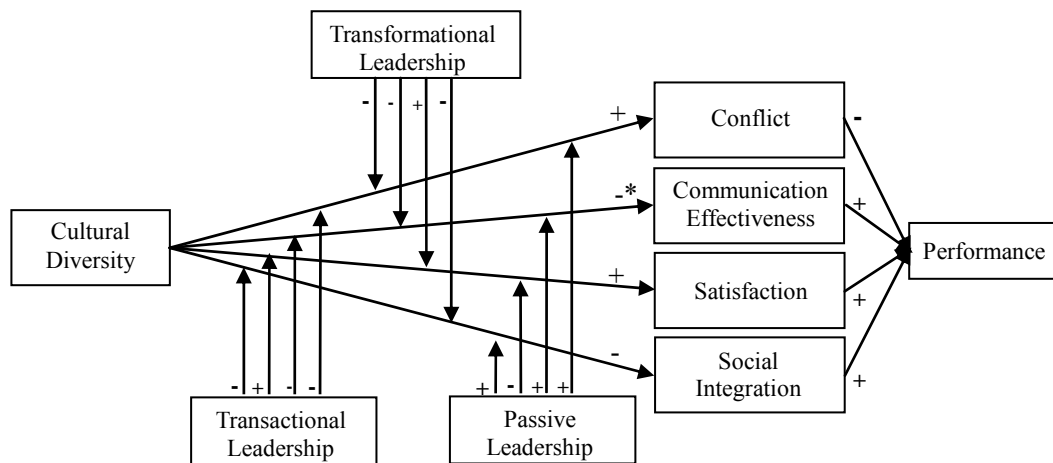 Transformational
Leadership
- - + -
+
Conflict
-
-*
Communication
Effectiveness
+
Cultural
Diversity
Performance
+
Satisfaction
+
-
Social
Integration
+
- + - -
+ - + +
Transactional
Leadership
Passive
Leadership